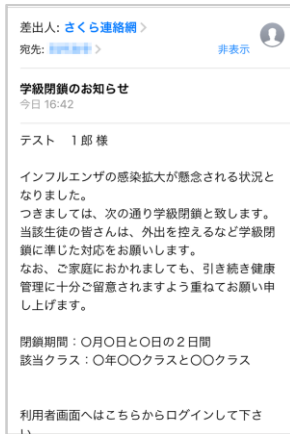 差出人: さくら連絡網
宛先:
非表示
学級閉鎖のお知らせ
今日 16:42
テスト　１郎 様
インフルエンザの感染拡大が懸念される状況と
なりました。
つきましては、次の通り学級閉鎖と致します。
当該生徒の皆さんは、外出を控えるなど学級閉
鎖に準じた対応をお願いします。
なお、ご家庭におかれましても、引き続き健康
管理に十分ご留意されますよう重ねてお願い申
し上げます。
閉鎖期間：〇月〇日と〇日の２日間
該当クラス：〇年〇〇クラスと〇〇クラス
利用者画面へはこちらからログインして下さ